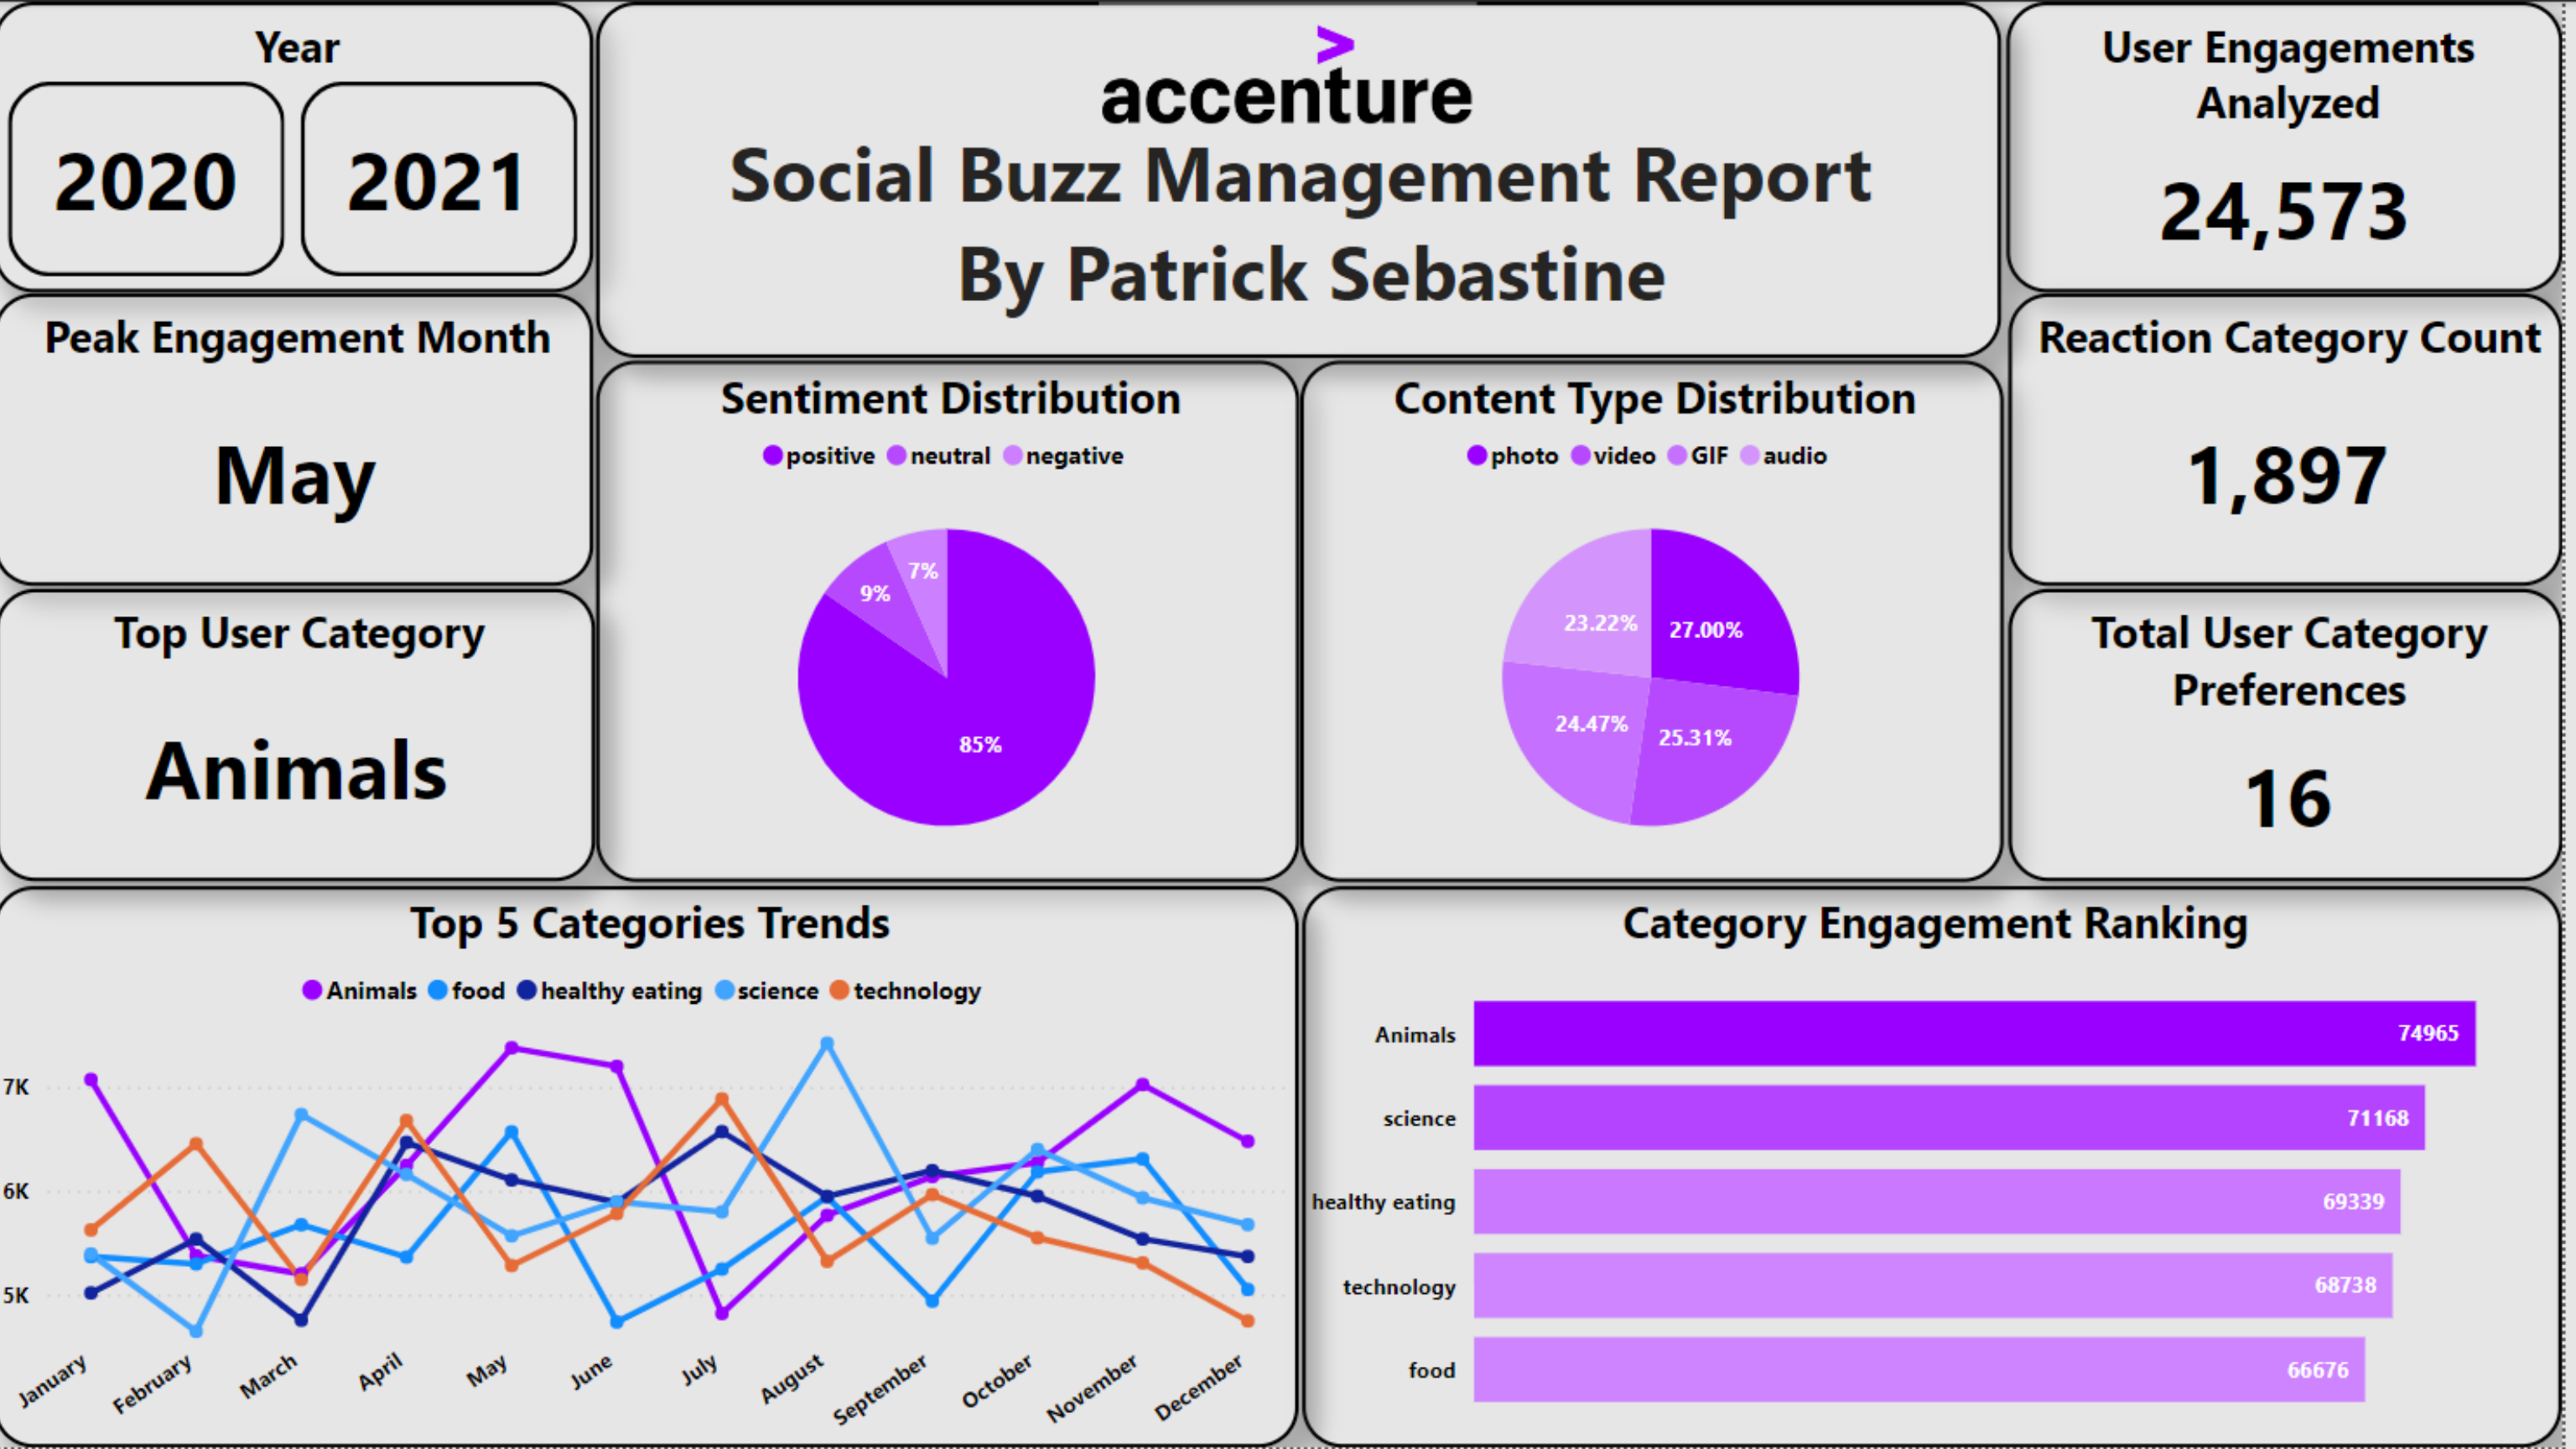 Year
2020
2021
>
accenture
Social Buzz Management Report
By Patrick Sebastine
User Engagements
Analyzed
24,573
Peak Engagement Month
May
Sentiment Distribution
positive neutral negative
7%
9%
85%
Content Type Distribution
photo video GIF audio
23.22%
27.00%
24.47%
25.31%
Reaction Category Count
1,897
Top User Category
Animals
Total User Category
Preferences
16
Top 5 Categories Trends
Animals food healthy eating science technology
7K
6K
5K
January February March April May June July August September October November December
Category Engagement Ranking
Animals 74965
science 71168
healthy eating 69339
technology 68738
food 66676